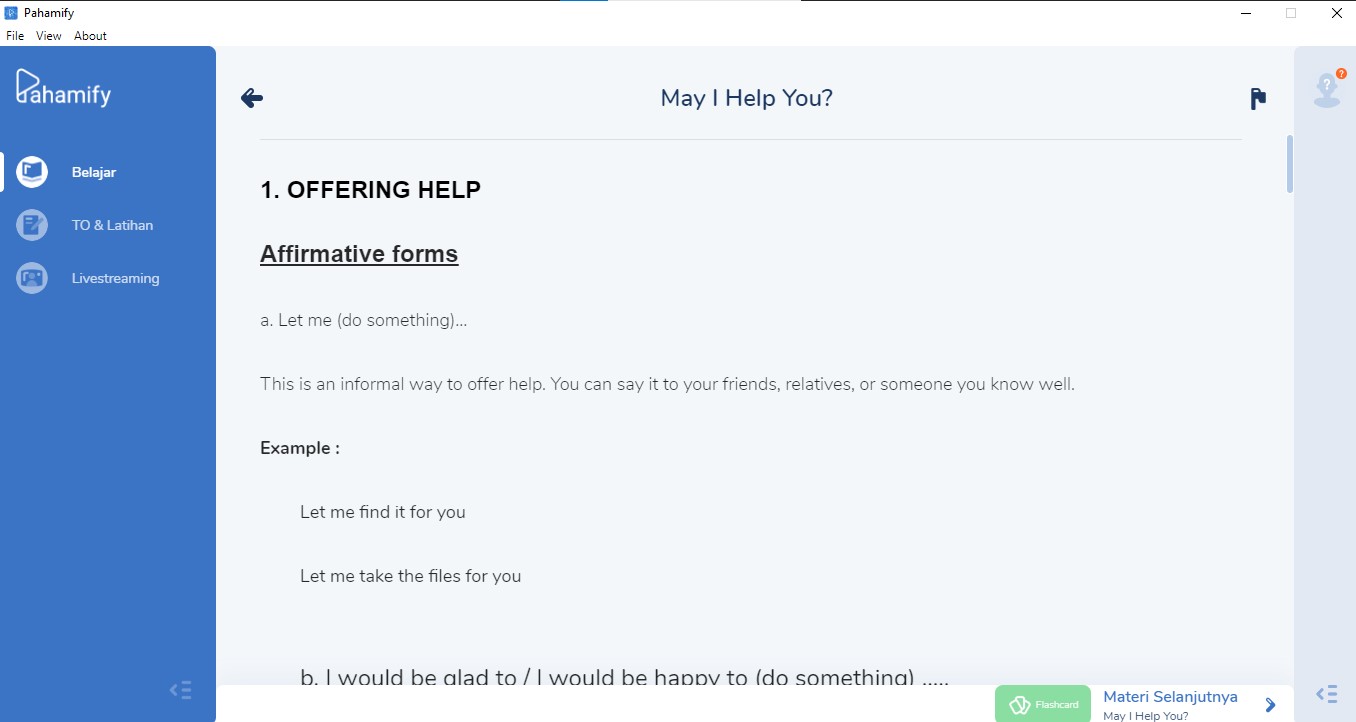 Pahamify
File View About
Pahamify
Belajar
TO & Latihan
Livestreaming
May I Help You?
?
?
1. OFFERING HELP
Affirmative forms
a. Let me (do something)...
This is an informal way to offer help. You can say it to your friends, relatives, or someone you know well.
Example :
Let me find it for you
Let me take the files for you
b. I would be glad to / I would be happy to (do something) .....
Flashcard
Materi Selanjutnya
May I Help You?